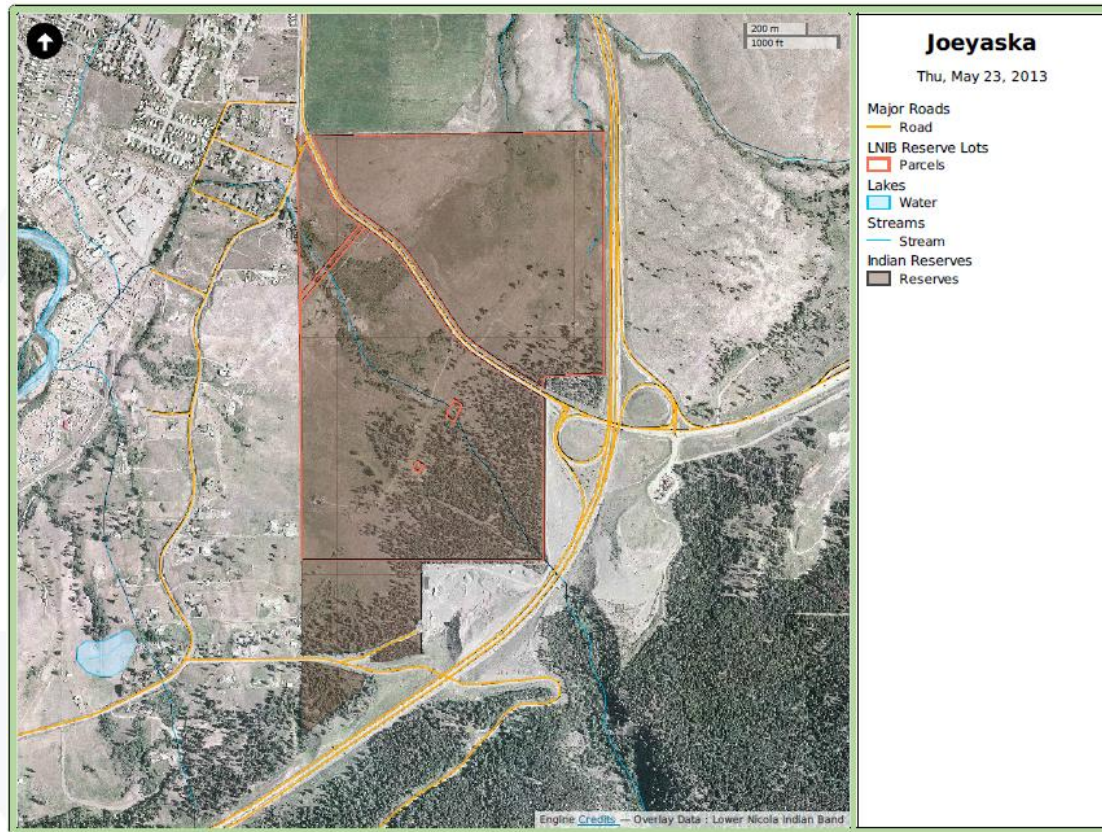 200 m
1000 ft
Joeyaska
Thu, May 23, 2013
Major Roads
Road
LNIB Reserve Lots
Parcels
Lakes
Water
Streams
Stream
Indian Reserves
Reserves
Engine Credits — Overlay Data : Lower Nicola Indian Band